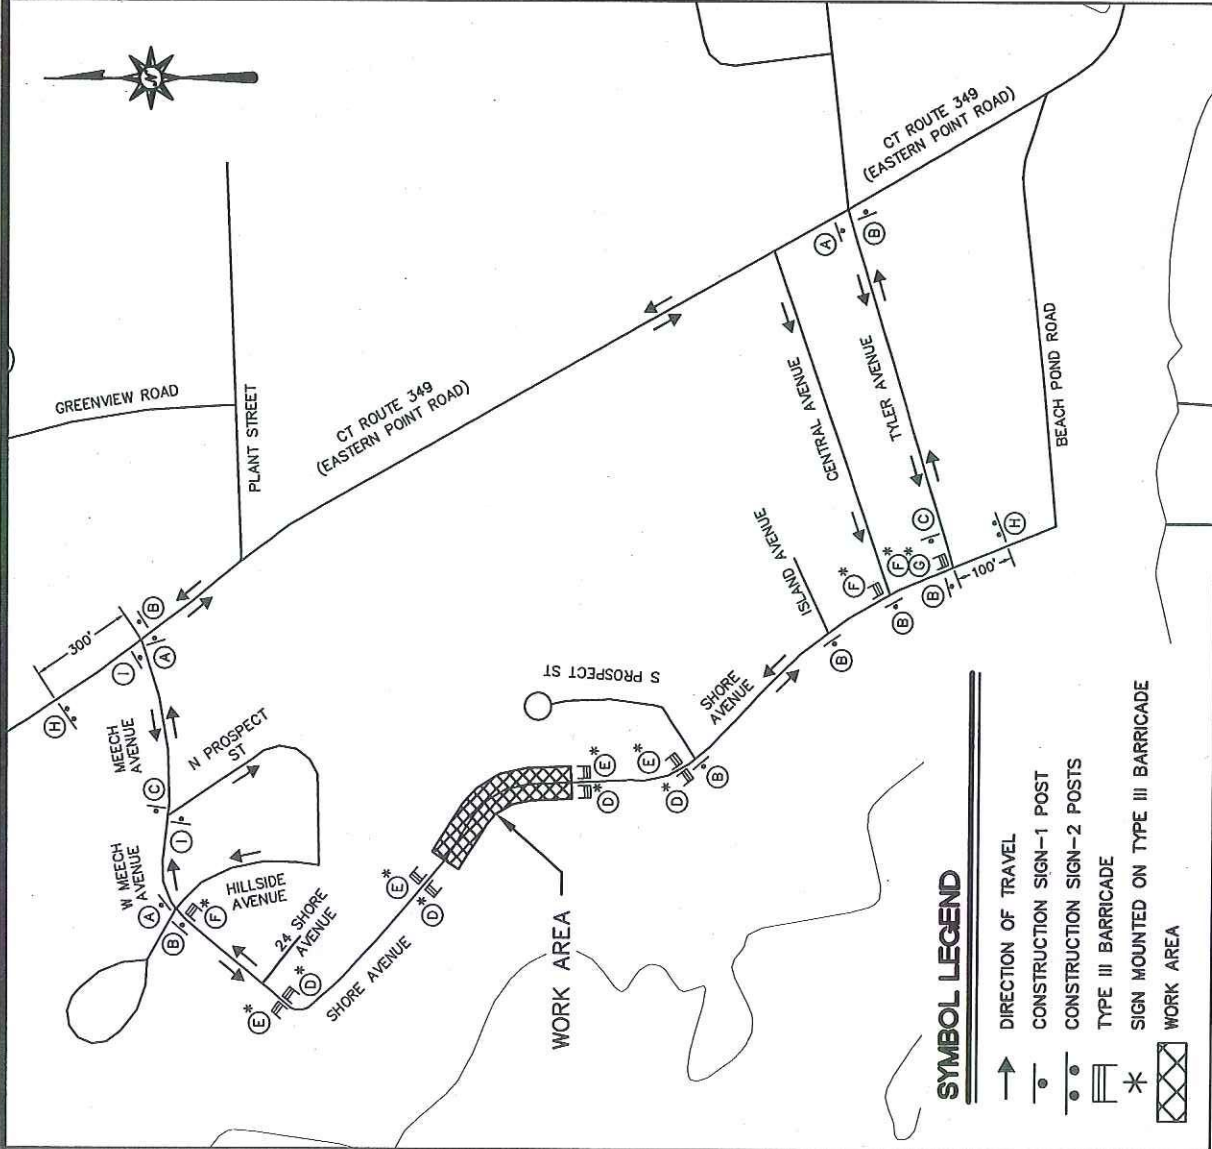 N
GREENVIEW ROAD
PLANT STREET
CT ROUTE 349
(EASTERN POINT ROAD)
CT ROUTE 349
(EASTERN POINT ROAD)
300'
H
I
A
B
MEECH
AVENUE
C
N PROSPECT
ST
I
W MEECH
AVENUE
A
B
F*
HILLSIDE
AVENUE
24 SHORE
AVENUE
E*
D*
SHORE AVENUE
E*
D*
WORK AREA
D*
E*
D*
E*
B
S PROSPECT ST
SHORE
AVENUE
ISLAND AVENUE
B
CENTRAL AVENUE
F*
B
TYLER AVENUE
A
B
F*
G*
C
B
100'
H
BEACH POND ROAD
SYMBOL LEGEND
DIRECTION OF TRAVEL
CONSTRUCTION SIGN-1 POST
CONSTRUCTION SIGN-2 POSTS
TYPE III BARRICADE
* SIGN MOUNTED ON TYPE III BARRICADE
WORK AREA